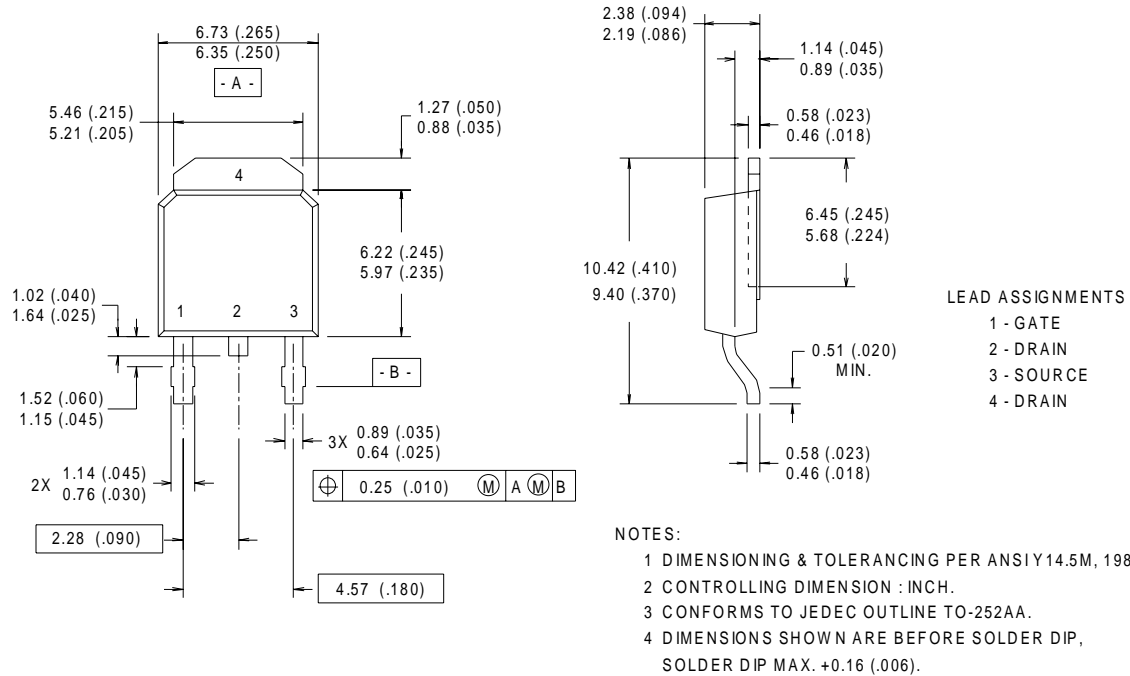 6.73 (.265)
6.35 (.250)
- A -
5.46 (.215)
5.21 (.205)
1.27 (.050)
0.88 (.035)
4
6.22 (.245)
5.97 (.235)
1.02 (.040)
1.64 (.025)
1 2 3
- B -
1.52 (.060)
1.15 (.045)
3X 0.89 (.035)
0.64 (.025)
2X 1.14 (.045)
0.76 (.030)
0.25 (.010) M A M B
2.28 (.090)
4.57 (.180)
2.38 (.094)
2.19 (.086)
1.14 (.045)
0.89 (.035)
0.58 (.023)
0.46 (.018)
6.45 (.245)
5.68 (.224)
10.42 (.410)
9.40 (.370)
0.51 (.020)
MIN.
0.58 (.023)
0.46 (.018)
LEAD ASSIGNMENTS
1 - GATE
2 - DRAIN
3 - SOURCE
4 - DRAIN
NOTES:
1 DIMENSIONING & TOLERANCING PER ANSI Y14.5M, 198
2 CONTROLLING DIMENSION : INCH.
3 CONFORMS TO JEDEC OUTLINE TO-252AA.
4 DIMENSIONS SHOWN ARE BEFORE SOLDER DIP,
SOLDER DIP MAX. +0.16 (.006).